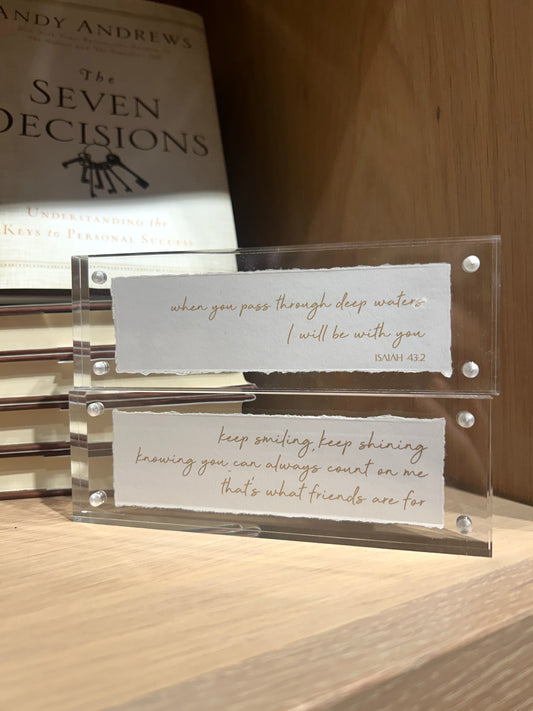 ANDY ANDREWS
The
SEVEN
DECISIONS
UNDERSTANDING the
KEYS to PERSONAL SUCCESS
when you pass through deep waters
I will be with you
ISAIAH 43:2
keep smiling, keep shining
knowing you can always count on me
that's what friends are for